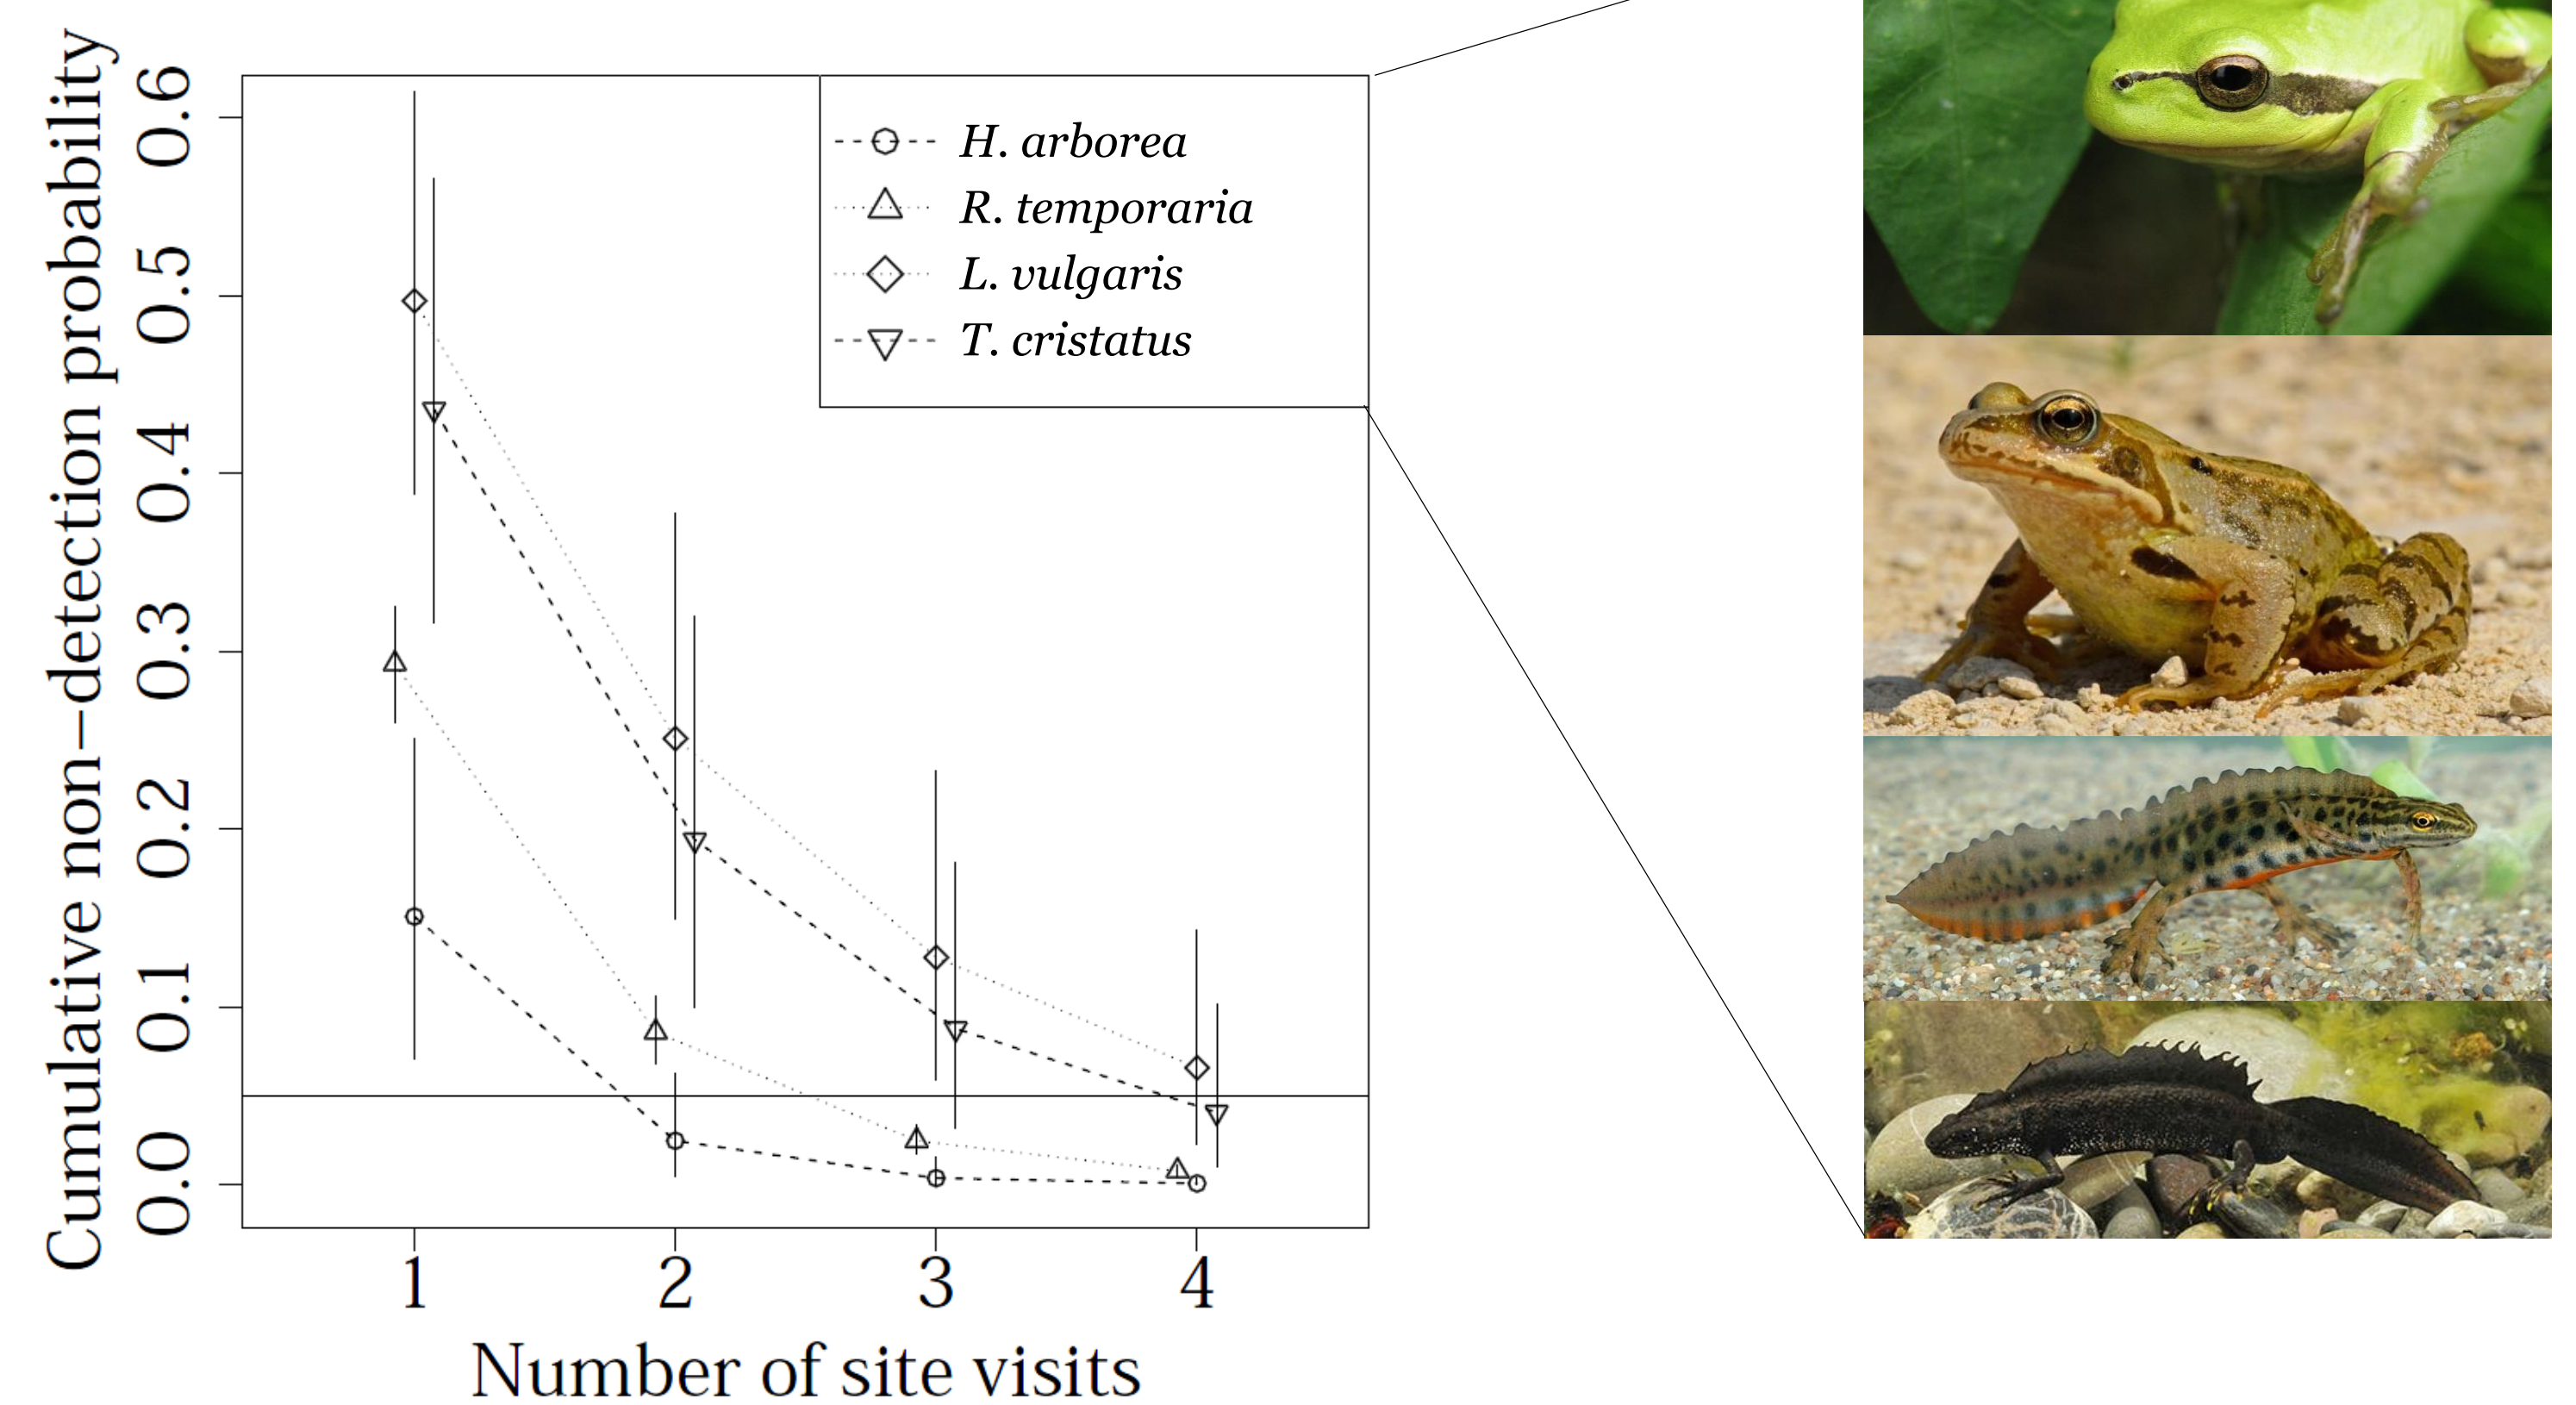 Cumulative non-detection probability
0.6
0.5
0.4
0.3
0.2
0.1
0.0
H. arborea
R. temporaria
L. vulgaris
T. cristatus
1 2 3 4
Number of site visits